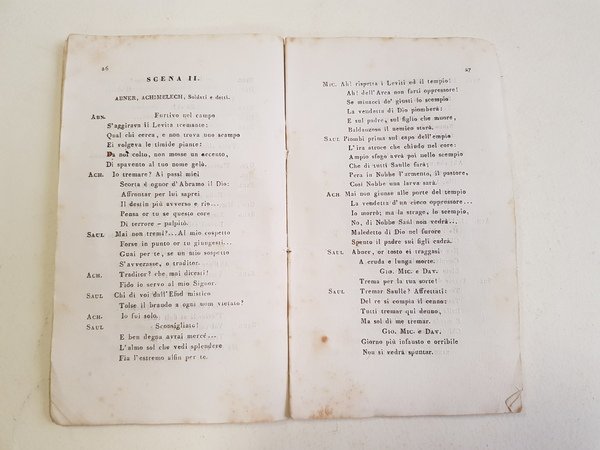 26
SCENA II.
ABNER, ACHIMELECH, Soldati e detti.
ABN. Furtivo nel campo
S'aggirava il Levita tremante:
Qual chi cerca, e non trova uno scampo
Ei volgeva le timide piante:
Da noi colto, non mosse un accento,
Di spavento al tuo nome gelò.
ACH. Io tremare? Ai passi miei
Scorta è ognor d'Abramo il Dio:
Affrontar per lui saprei
Il destin più avverso e rio...
Pensa or tu se questo core
Di terrore - palpitò.
SAUL Mai non tremi?...Al mio cospetto
Forse in punto or tu giungesti...
Guai per te, se un mio sospetto
S'avverasse, o traditor.
ACH. Traditor? che mai dicesti!
Fido io servo al mio Signor.
SAUL Chi di voi dall'Efod mistico
Tolse il brando a ogni uom vietato?
ACH. Io fui solo.
SAUL Sconsigliato!
E ben degna avrai mercè...
L'almo sol che vedi splendere
Fia l'estremo alfin per te.
27
MIC. Ah! rispetta i Leviti ed il tempio!
Ah! dell'Arca non farti oppressore!
Se minacci de' giusti lo scempio
La vendetta di Dio piomberà:
E sul padre, sul figlio che muore,
Baldanzoso il nemico starà.
SAUL Piombi prima sul capo dell'empio
L'ira atroce che chiudo nel core:
Ampio sfogo avrà poi nello scempio
Che di tutti Saulle farà:
Pera in Nobbe l'armento, il pastore,
Così Nobbe una larva sarà.
ACH Mai non giunse alle porte del tempio
La vendetta d'un cieco oppressore...
Io morrò; ma la strage, lo scempio,
No, di Nobbe Saùl non vedrà...
Maledetto di Dio nel furore
Spento il padre sui figli cadrà.
SAUL Abner, or tosto ei traggasi
A cruda e lunga morte.
GIO. MIC. e DAV.
Trema per la tua sorte!
SAUL Tremar Saulle? Affrettati:
Del re si compia il cenno:
Tutti tremar qui denno,
Ma sol di me tremar.
GIO. MIC. e DAV.
Giorno più infausto e orribile
Non si vedrà spuntar.